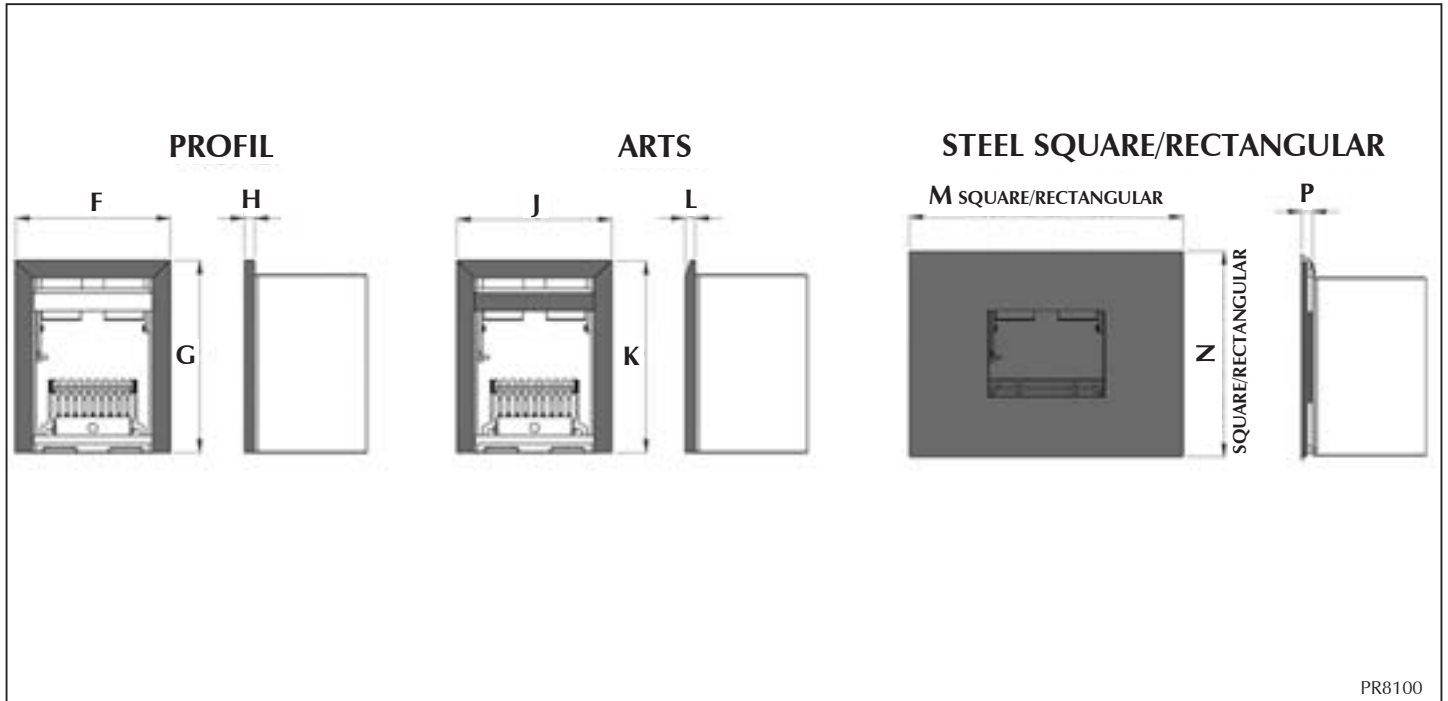 PROFIL
F
H
G
ARTS
J
L
K
STEEL SQUARE/RECTANGULAR
M SQUARE/RECTANGULAR
P
N
SQUARE/RECTANGULAR
PR8100